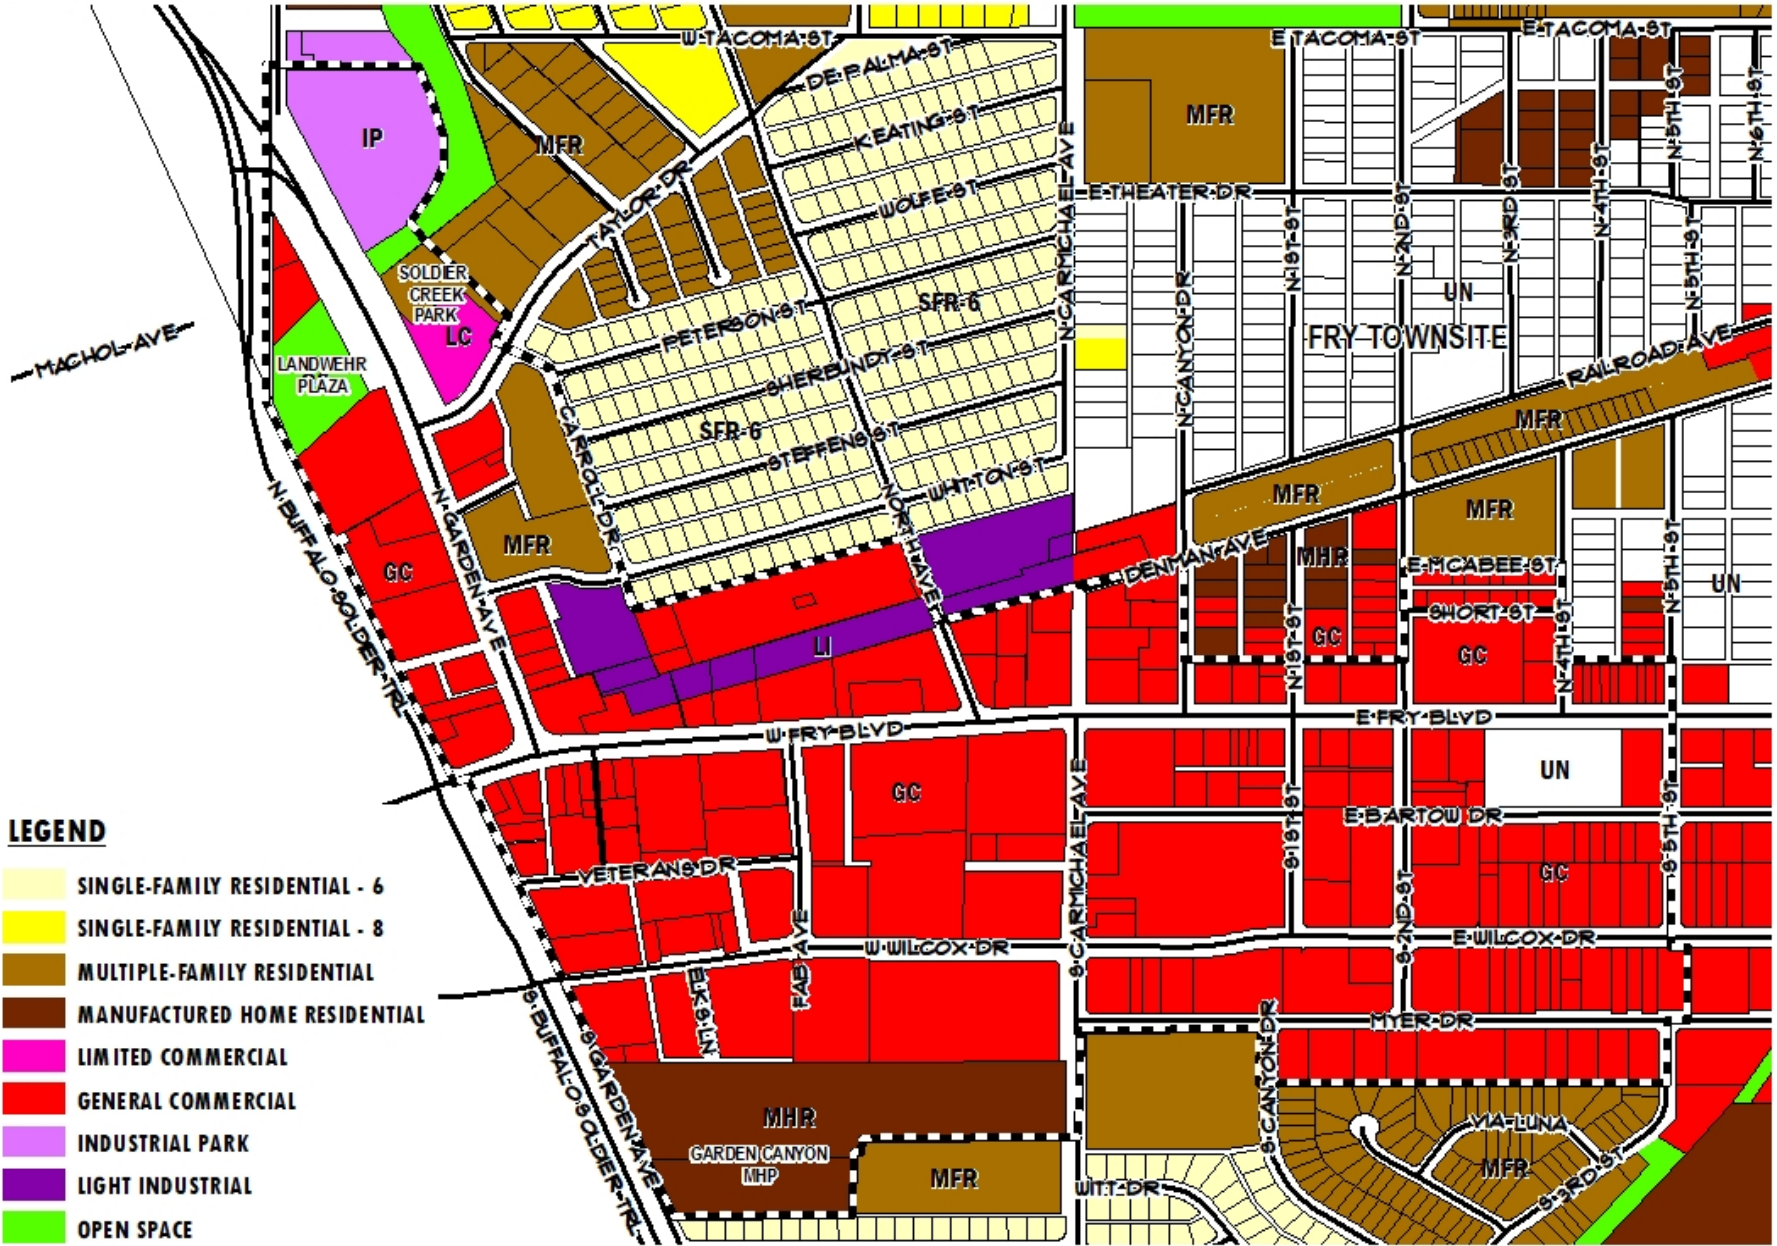 W TACOMA ST
E TACOMA ST
E TACOMA ST
DE PALMA ST
IP
MFR
KEATING ST
MFR
N 5TH ST
N 6TH ST
WOLFE ST
N CARMICHAEL AVE
E THEATER DR
TAYLOR DR
N 1ST ST
N 2ND ST
N 3RD ST
N 4TH ST
N 5TH ST
SOLDIER
CREEK
PARK
LC
PETERSON ST
SFR-6
N CANYON DR
UN
FRY TOWNSITE
RAILROAD AVE
MACHOL AVE
LANDWEHR
PLAZA
SHERBUNDY ST
SFR-6
STEFFENS ST
MFR
CARROLL DR
WHITTON ST
NORTH AVE
MFR
MFR
N BUFFALO SOLDIER TRL
N GARDEN AVE
MFR
GC
DENMAN AVE
MHR
E MCABEE ST
N 5TH ST
UN
SHORT ST
N 1ST ST
GC
GC
N 4TH ST
LI
W FRY BLVD
E FRY BLVD
GC
S CARMICHAEL AVE
UN
S 1ST ST
E BARTOW DR
S 5TH ST
VETERANS DR
GC
S 2ND ST
FAB AVE
W WILCOX DR
E WILCOX DR
ELKS LN
MYER DR
S BUFFALO SOLDIER TRL
S GARDEN AVE
S CANYON DR
MHR
GARDEN CANYON
MHP
MFR
WITT DR
VIA LUNA
MFR
S 3RD ST
LEGEND
SINGLE-FAMILY RESIDENTIAL - 6
SINGLE-FAMILY RESIDENTIAL - 8
MULTIPLE-FAMILY RESIDENTIAL
MANUFACTURED HOME RESIDENTIAL
LIMITED COMMERCIAL
GENERAL COMMERCIAL
INDUSTRIAL PARK
LIGHT INDUSTRIAL
OPEN SPACE